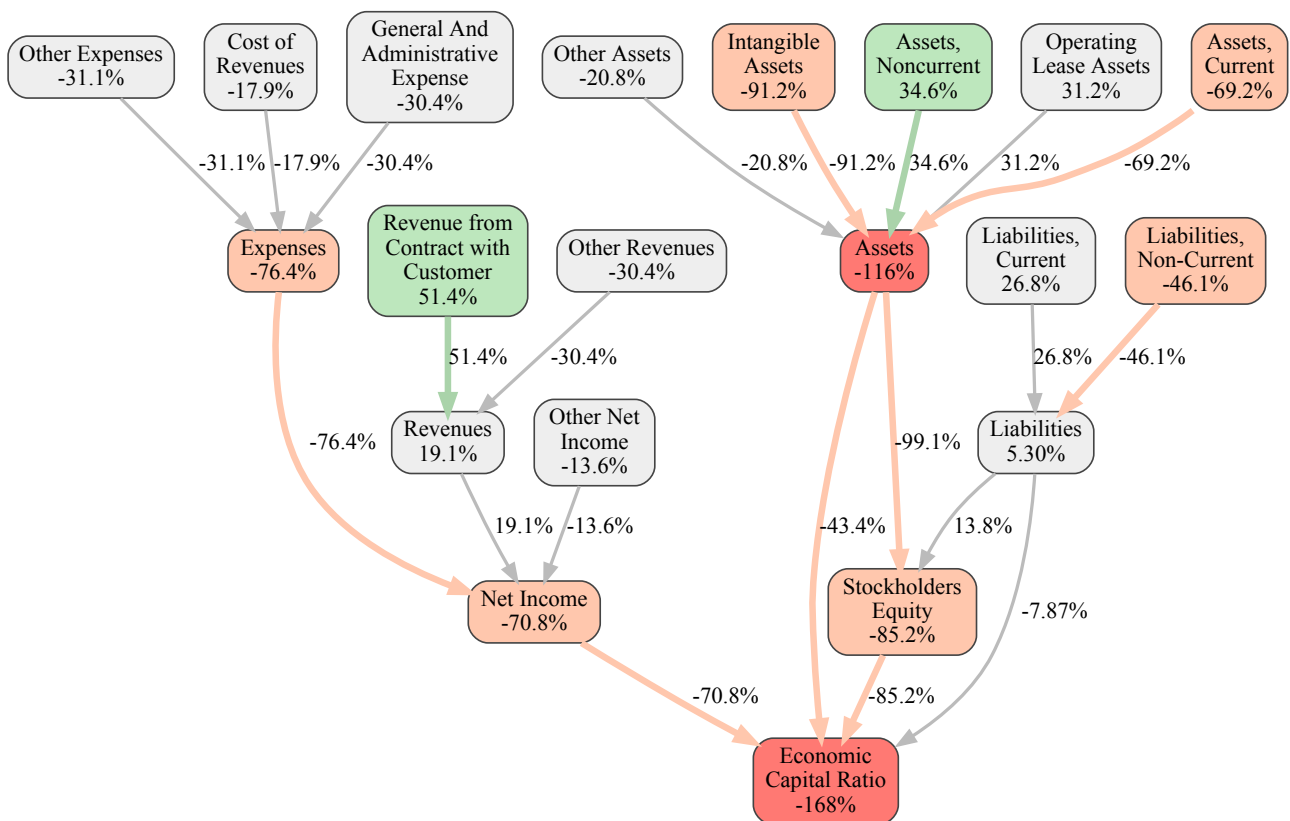 Other Expenses
-31.1%
Cost of
Revenues
-17.9%
General And
Administrative
Expense
-30.4%
Other Assets
-20.8%
Intangible
Assets
-91.2%
Assets,
Noncurrent
34.6%
Operating
Lease Assets
31.2%
Assets,
Current
-69.2%
-31.1%
-17.9%
-30.4%
-20.8%
-91.2%
34.6%
31.2%
-69.2%
Expenses
-76.4%
Revenue from
Contract with
Customer
51.4%
Other Revenues
-30.4%
Assets
-116%
Liabilities,
Current
26.8%
Liabilities,
Non-Current
-46.1%
51.4%
-30.4%
26.8%
-46.1%
-76.4%
Revenues
19.1%
Other Net
Income
-13.6%
-99.1%
Liabilities
5.30%
19.1%
-13.6%
-43.4%
13.8%
Net Income
-70.8%
Stockholders
Equity
-85.2%
-7.87%
-70.8%
-85.2%
Economic
Capital Ratio
-168%